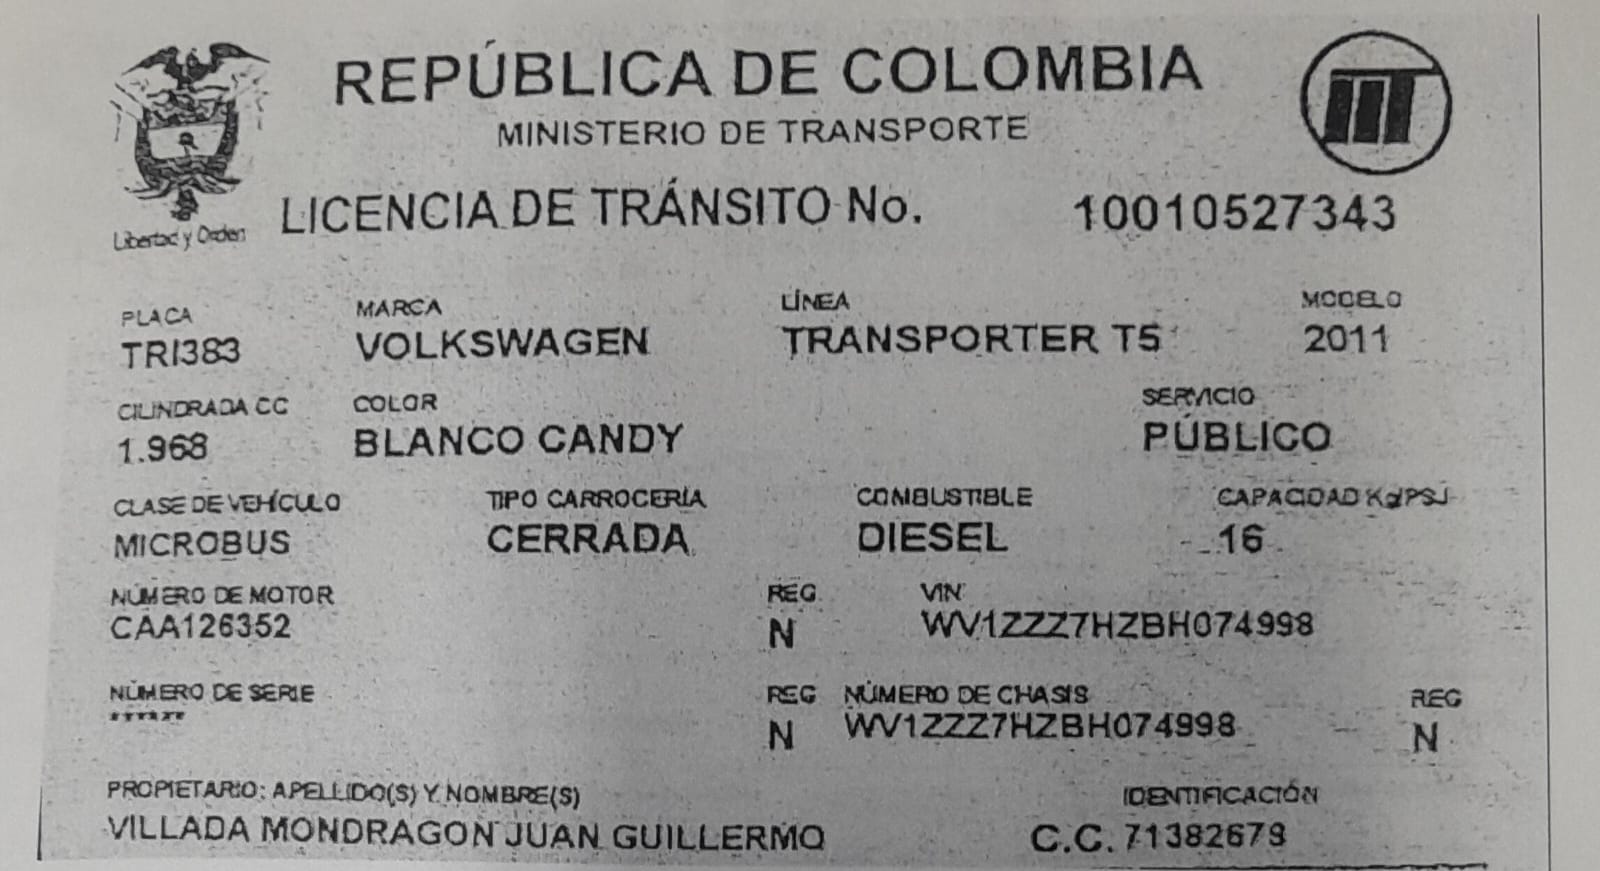 REPÚBLICA DE COLOMBIA
MINISTERIO DE TRANSPORTE
Libertad y Orden
LICENCIA DE TRÁNSITO No. 10010527343
PLACA MARCA LÍNEA MODELO
TRI383 VOLKSWAGEN TRANSPORTER T5 2011
CILINDRADA CC COLOR SERVICIO
1.968 BLANCO CANDY PÚBLICO
CLASE DE VEHÍCULO TIPO CARROCERÍA COMBUSTIBLE CAPACIDAD Kg/PSJ
MICROBUS CERRADA DIESEL 16
NÚMERO DE MOTOR REG VIN
CAA126352 N WV1ZZZ7HZBH074998
NÚMERO DE SERIE REG NÚMERO DE CHASIS REG
****** N WV1ZZZ7HZBH074998 N
PROPIETARIO: APELLIDO(S) Y NOMBRE(S) IDENTIFICACIÓN
VILLADA MONDRAGON JUAN GUILLERMO C.C. 71382679